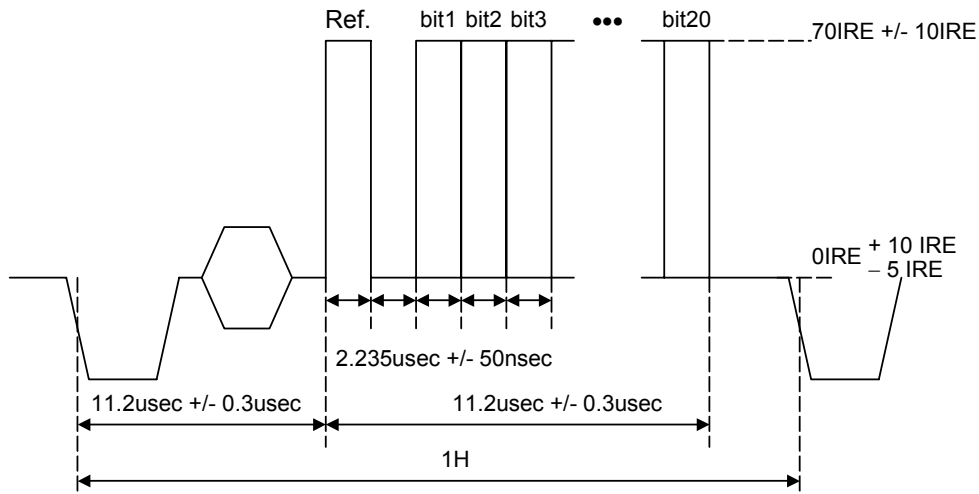 Ref. bit1 bit2 bit3 ••• bit20
70IRE +/- 10IRE
0IRE + 10 IRE
– 5 IRE
2.235usec +/- 50nsec
11.2usec +/- 0.3usec 11.2usec +/- 0.3usec
1H